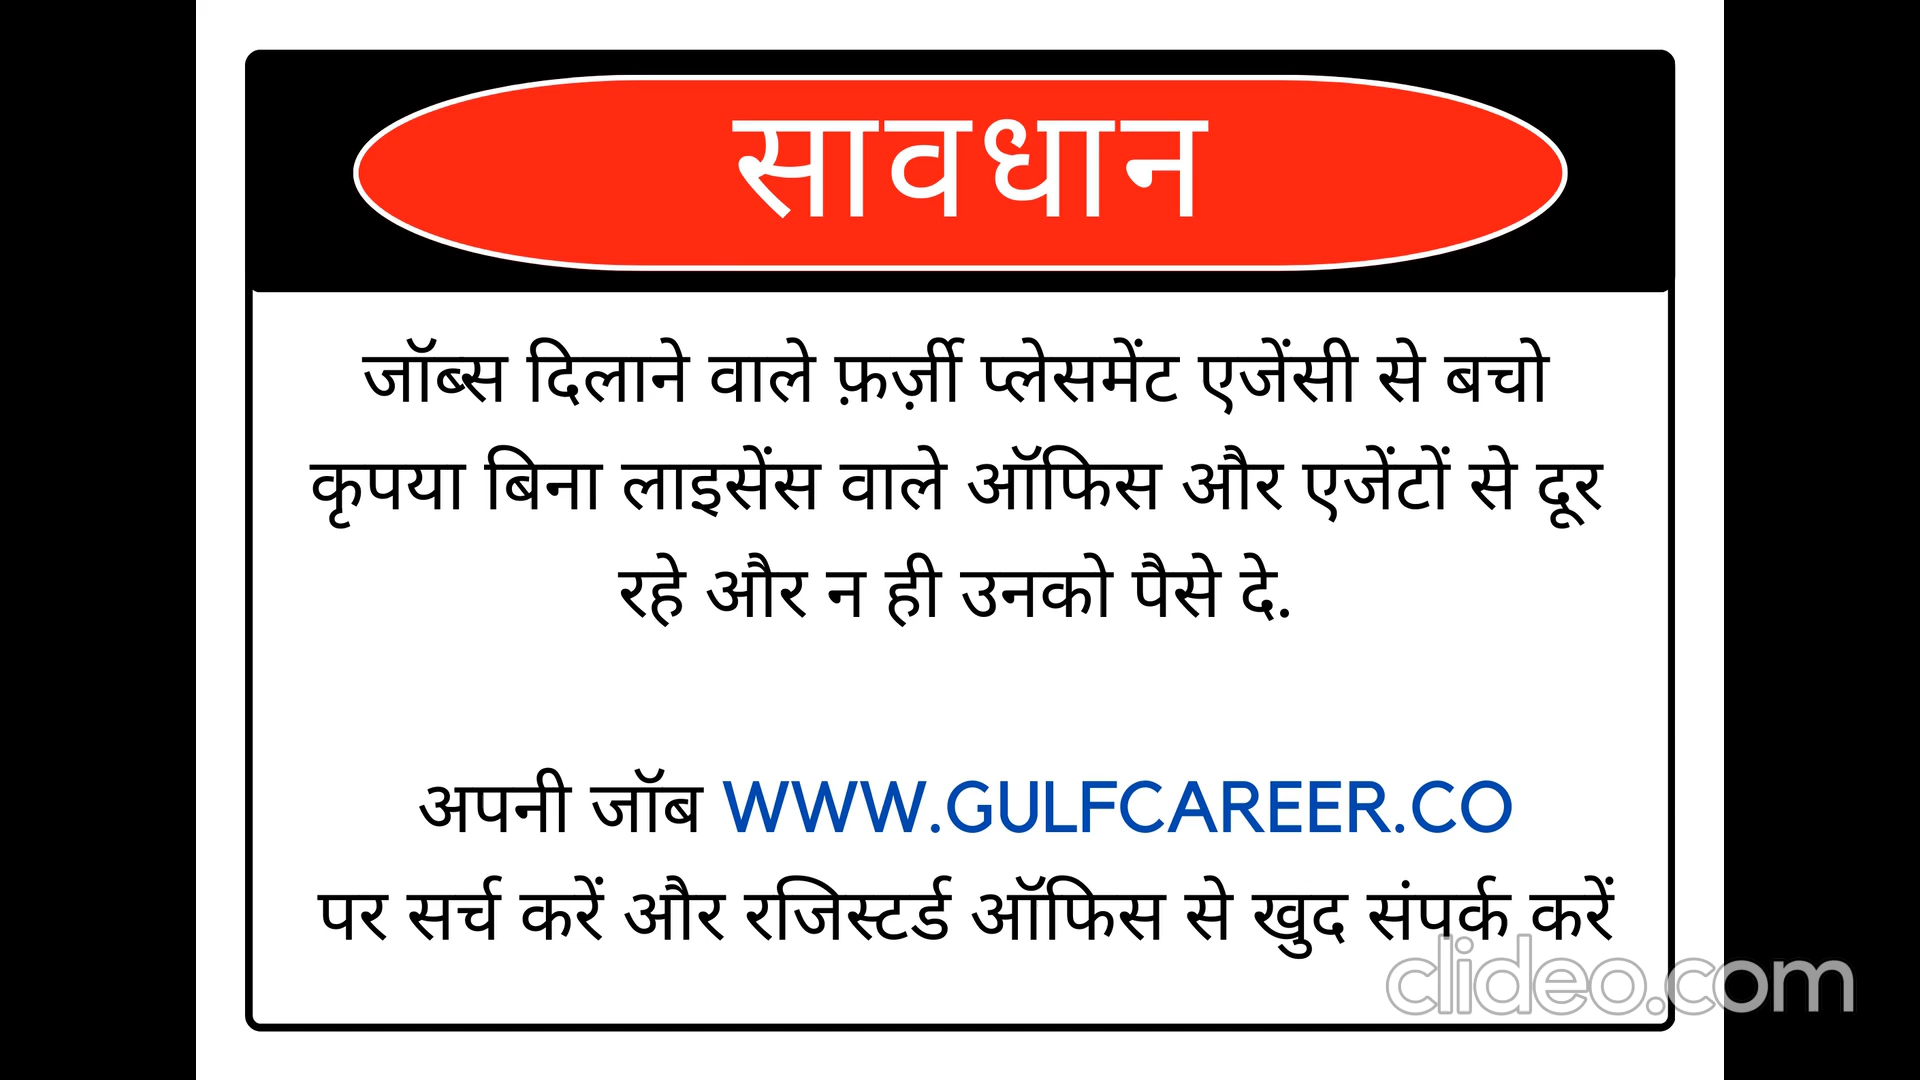 सावधान
जॉब्स दिलाने वाले फ़र्ज़ी प्लेसमेंट एजेंसी से बचो
कृपया बिना लाइसेंस वाले ऑफिस और एजेंटों से दूर
रहे और न ही उनको पैसे दे.
अपनी जॉब WWW.GULFCAREER.CO
पर सर्च करें और रजिस्टर्ड ऑफिस से खुद संपर्क करें
clideo.com